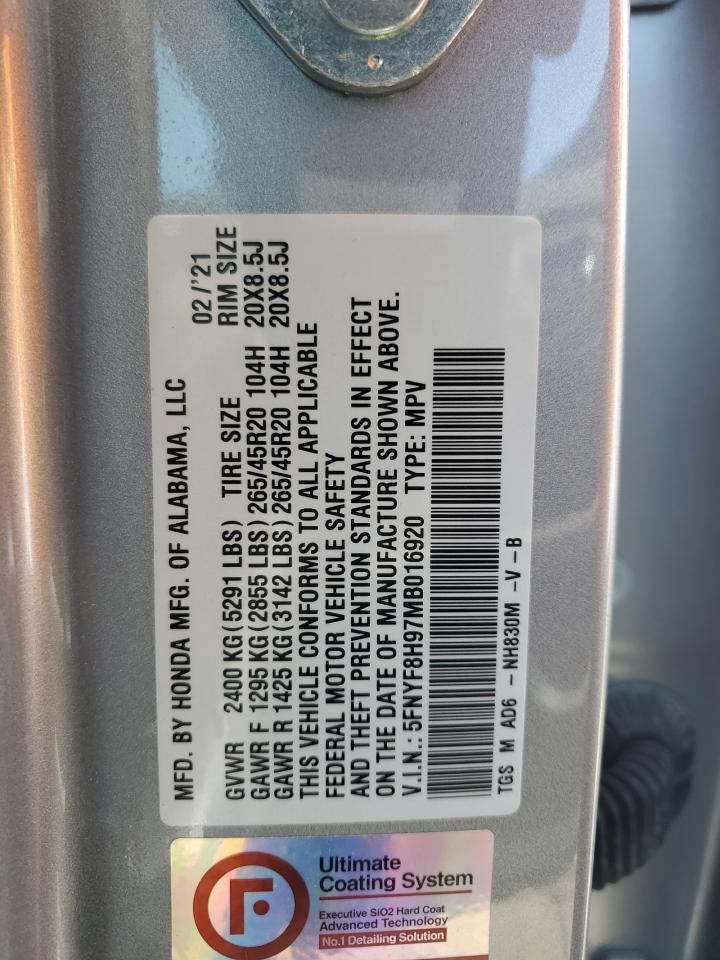 MFD. BY HONDA MFG. OF ALABAMA, LLC 02/'21
GVWR 2400 KG(5291 LBS) TIRE SIZE RIM SIZE
GAWR F 1295 KG(2855 LBS)265/45R20 104H 20X8.5J
GAWR R 1425 KG(3142 LBS)265/45R20 104H 20X8.5J
THIS VEHICLE CONFORMS TO ALL APPLICABLE
FEDERAL MOTOR VEHICLE SAFETY
AND THEFT PREVENTION STANDARDS IN EFFECT
ON THE DATE OF MANUFACTURE SHOWN ABOVE.
V.I.N.: 5FNYF8H97MB016920 TYPE: MPV
TGS M AD6 -NH830M -V-B
Ultimate
Coating System
Executive SiO2 Hard Coat
Advanced Technology
No.1 Detailing Solution